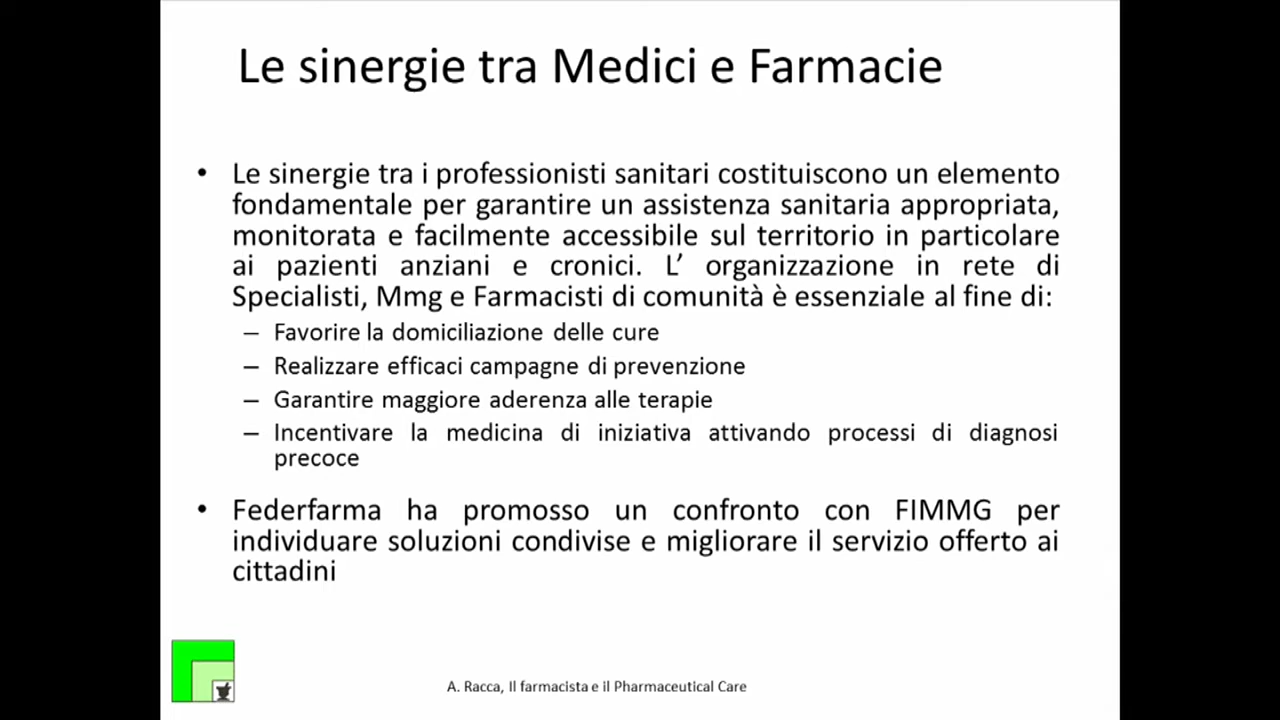 Le sinergie tra Medici e Farmacie
• Le sinergie tra i professionisti sanitari costituiscono un elemento
fondamentale per garantire un assistenza sanitaria appropriata,
monitorata e facilmente accessibile sul territorio in particolare
ai pazienti anziani e cronici. L’ organizzazione in rete di
Specialisti, Mmg e Farmacisti di comunità è essenziale al fine di:
– Favorire la domiciliazione delle cure
– Realizzare efficaci campagne di prevenzione
– Garantire maggiore aderenza alle terapie
– Incentivare la medicina di iniziativa attivando processi di diagnosi
precoce
• Federfarma ha promosso un confronto con FIMMG per
individuare soluzioni condivise e migliorare il servizio offerto ai
cittadini
A. Racca, Il farmacista e il Pharmaceutical Care